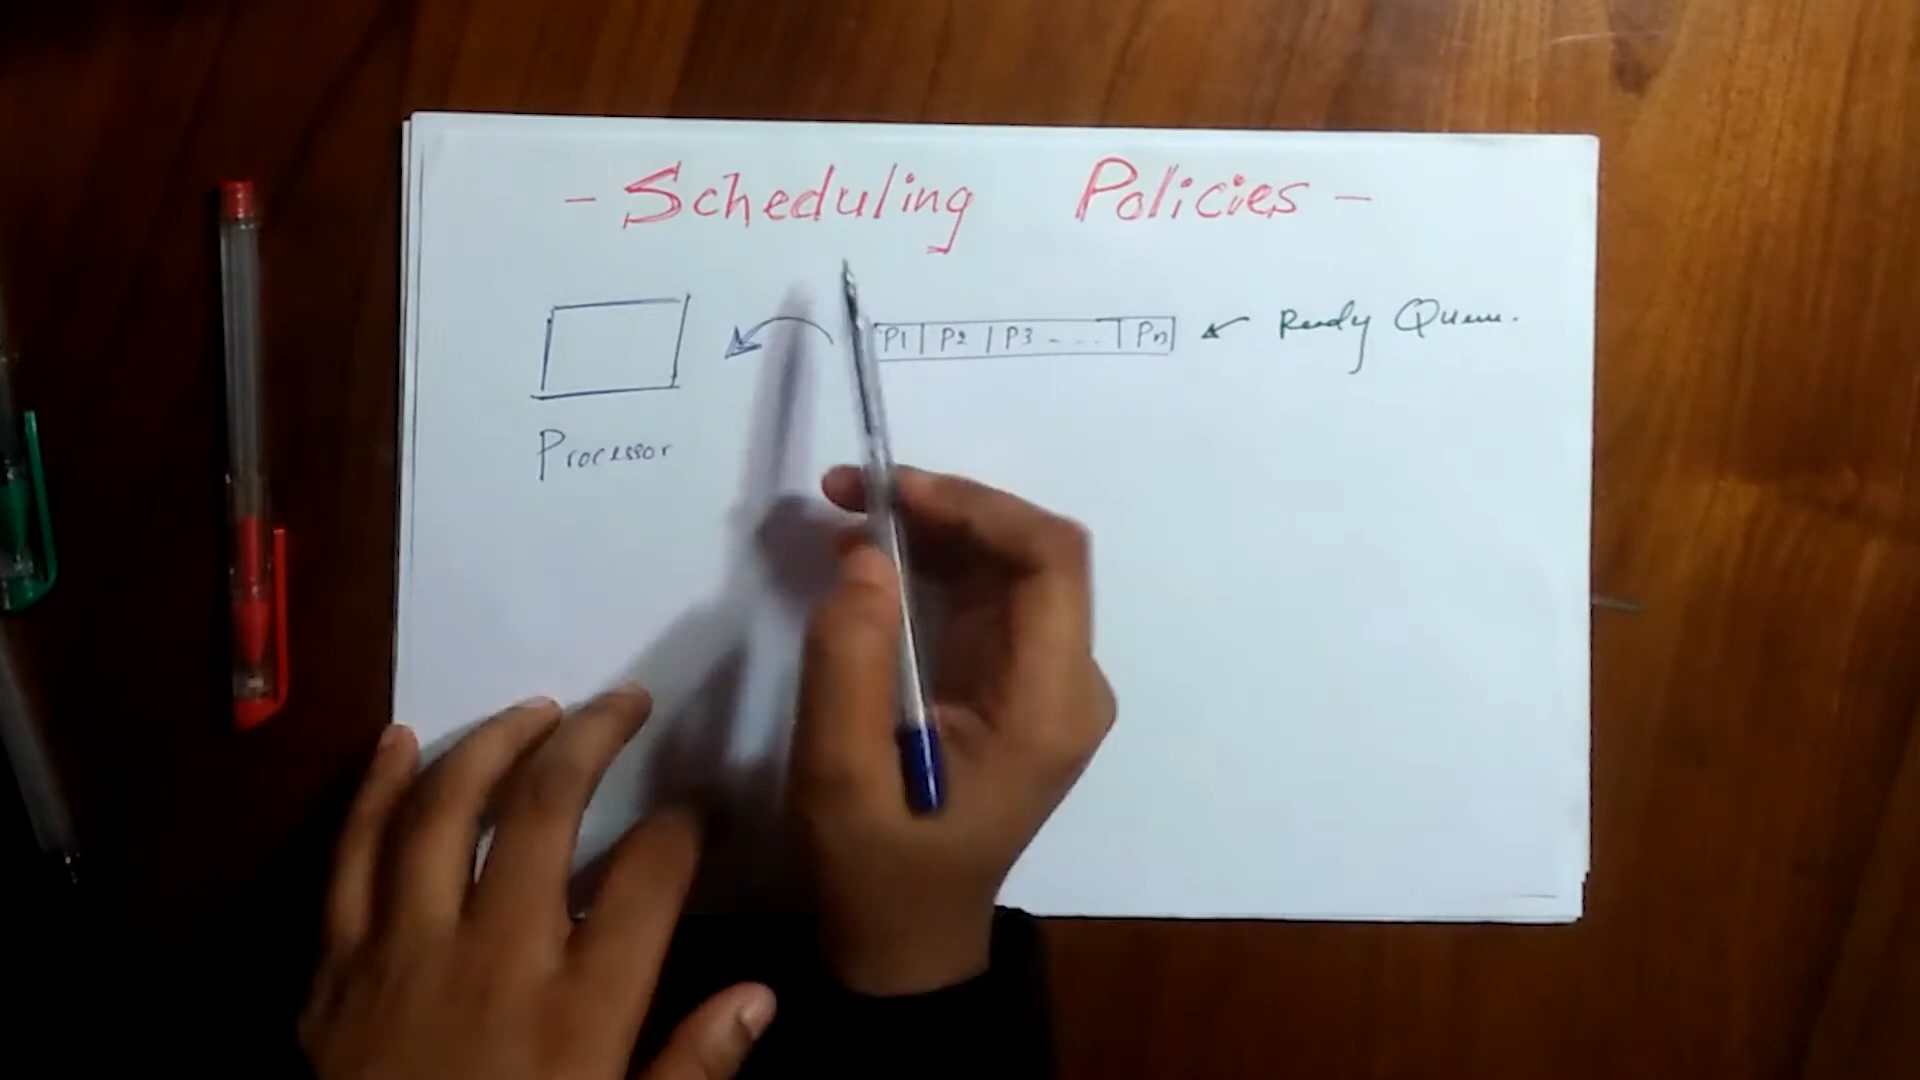 - Scheduling Policies -
P1 P2 P3 - - - . Pn
Ready Queue.
Processor